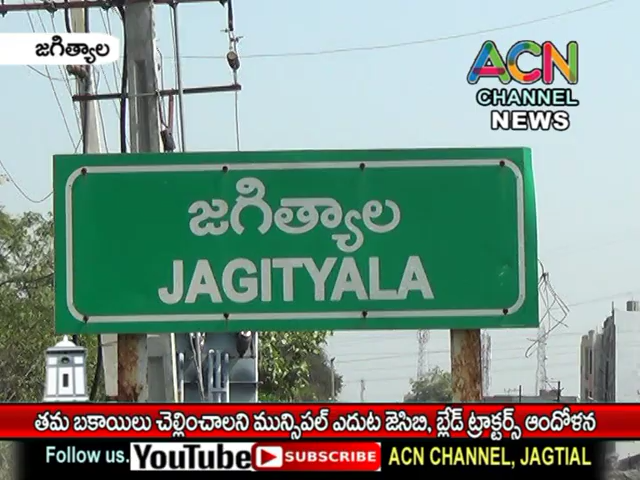 జగిత్యాల
ACN
CHANNEL
NEWS
జగిత్యాల
JAGITYALA
తమ బకాయిలు చెల్లించాలని మున్సిపల్ ఎదుట జెసిబి, బ్లేడ్ ట్రాక్టర్స్ ఆందోళన
Follow us. YouTube SUBSCRIBE ACN CHANNEL, JAGTIAL